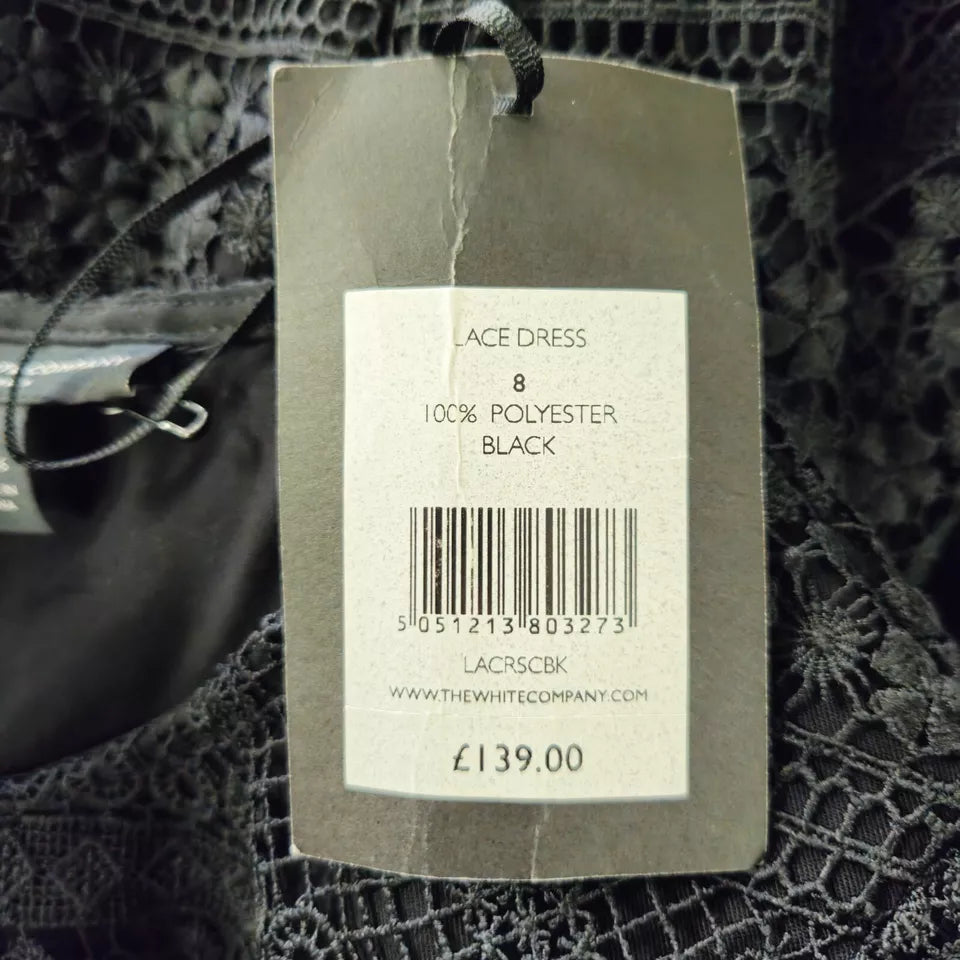 LACE DRESS
8
100% POLYESTER
BLACK
5 051213 803273
LACRSCBK
WWW.THEWHITECOMPANY.COM
£139.00